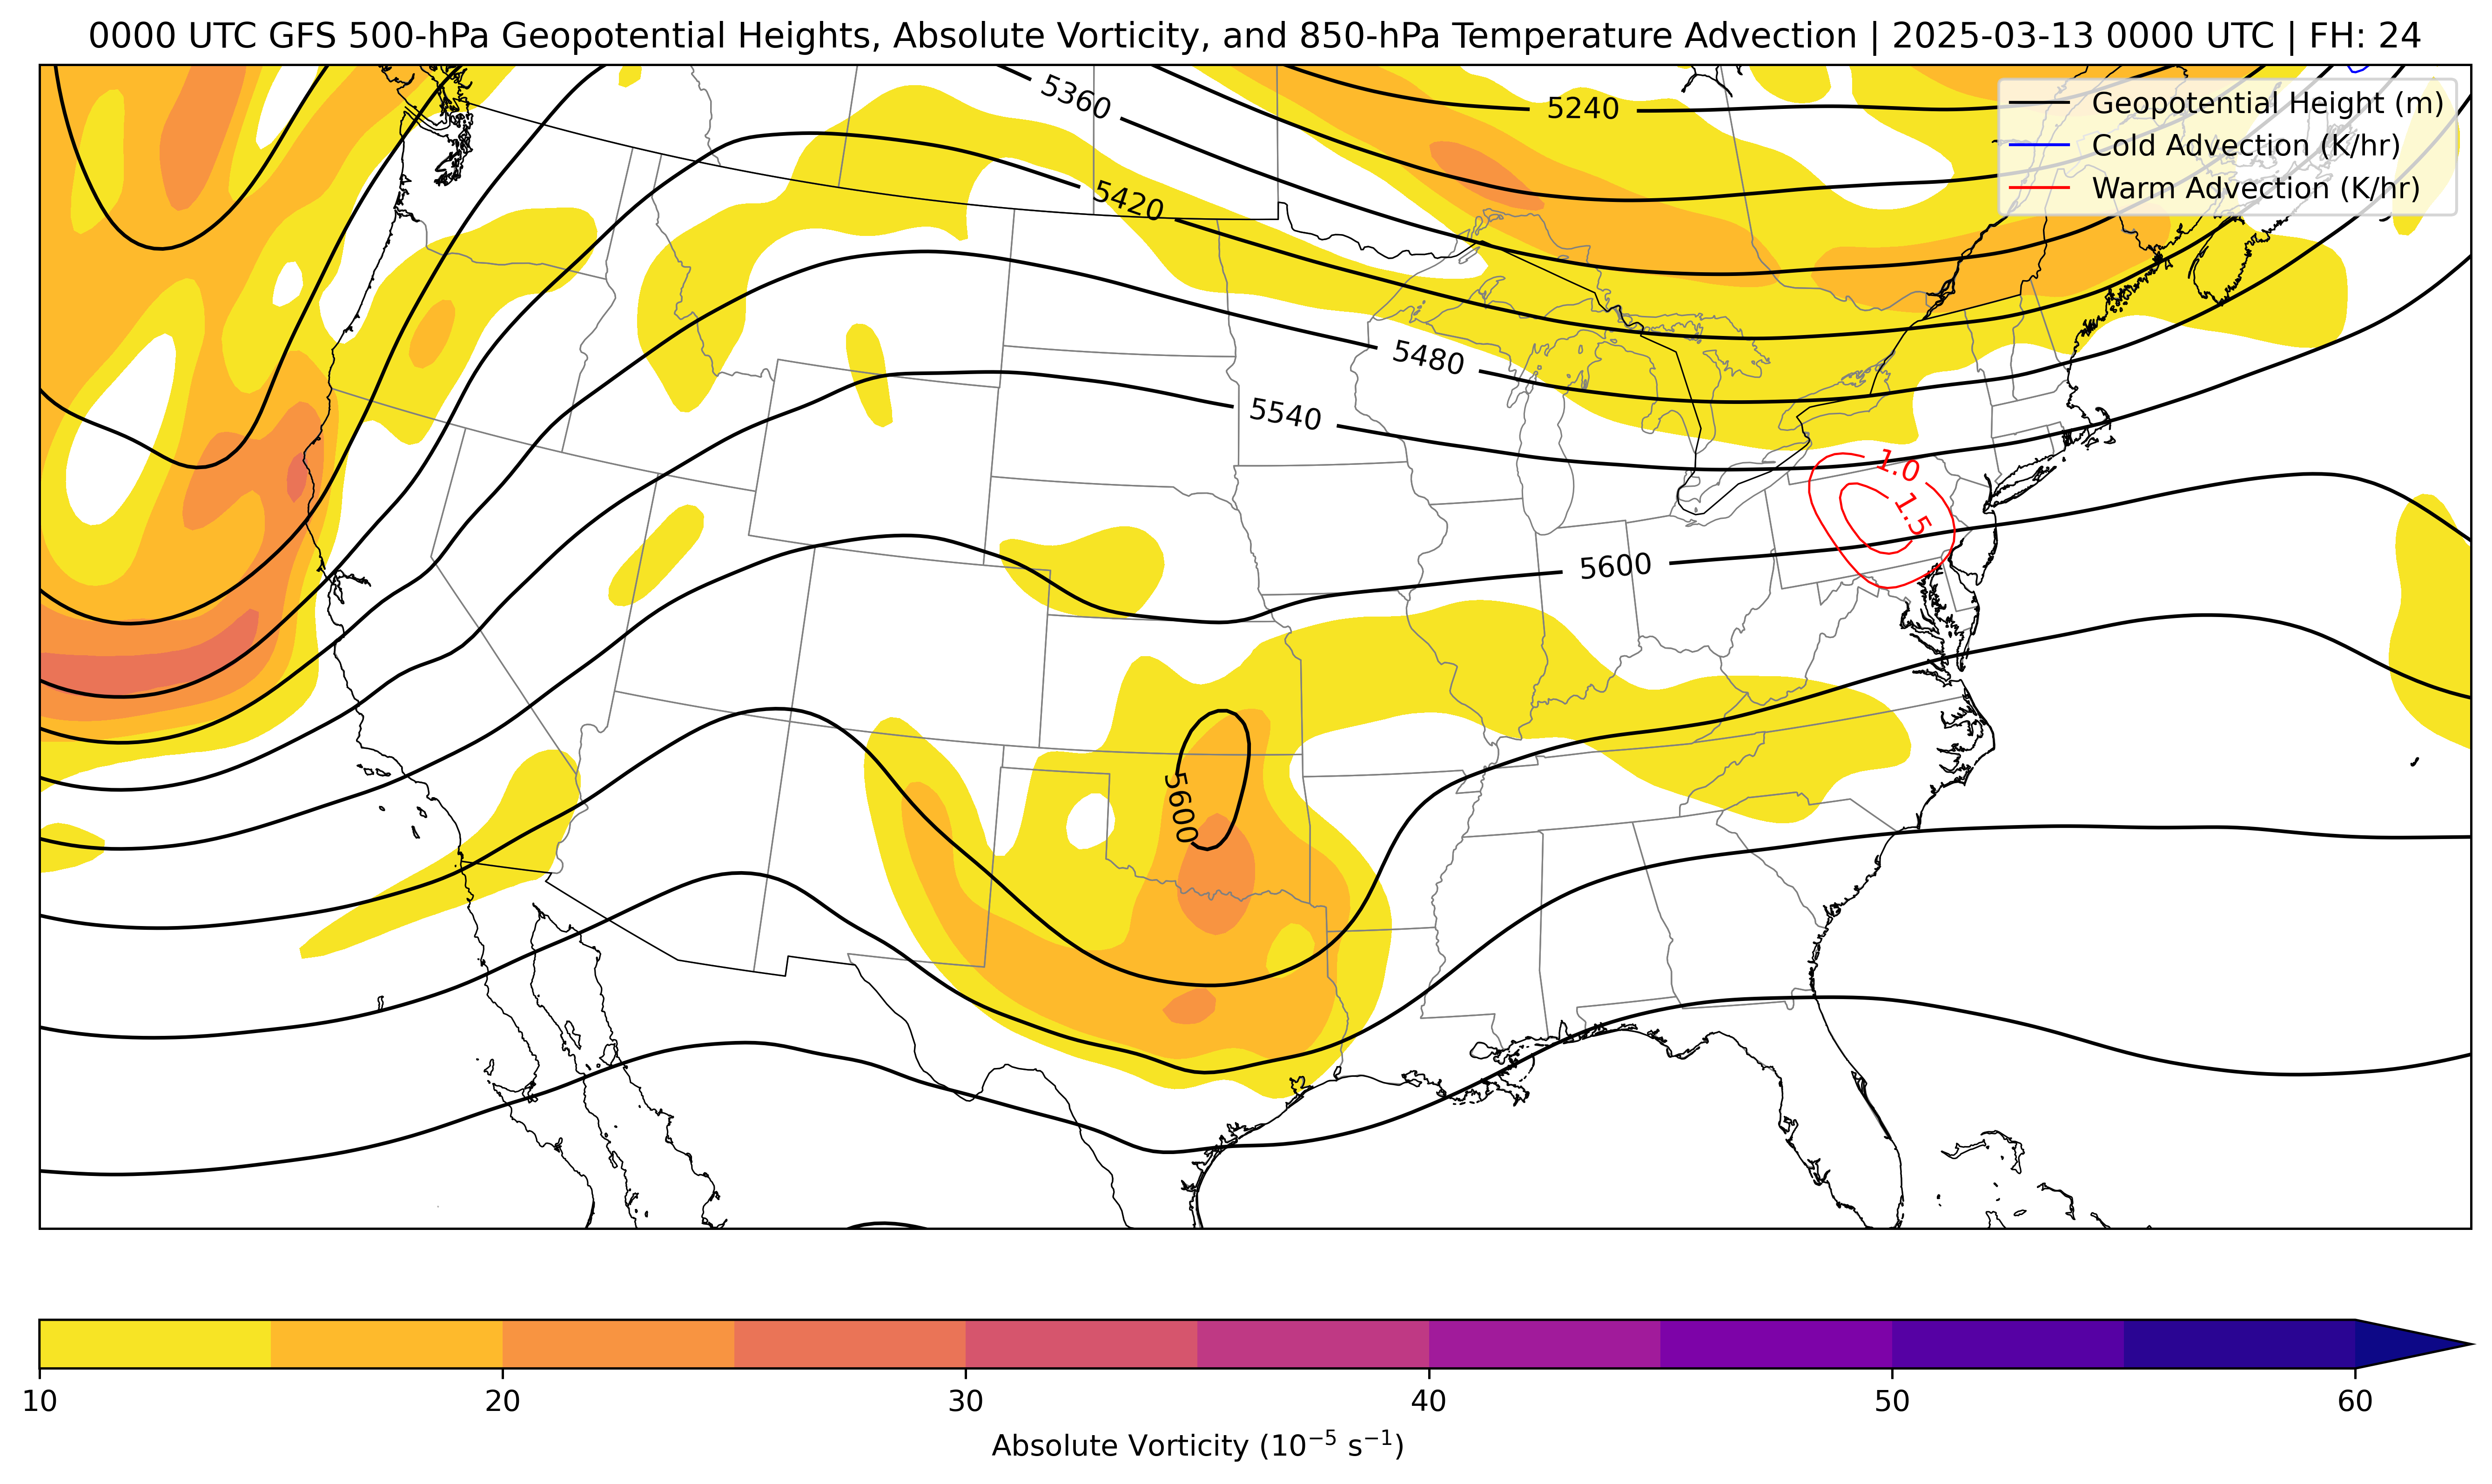 0000 UTC GFS 500-hPa Geopotential Heights, Absolute Vorticity, and 850-hPa Temperature Advection | 2025-03-13 0000 UTC | FH: 24
Geopotential Height (m)
Cold Advection (K/hr)
Warm Advection (K/hr)
5360
5240
5420
5480
5540
1.0
1.5
5600
5600
10 20 30 40 50 60
Absolute Vorticity (10⁻⁵ s⁻¹)